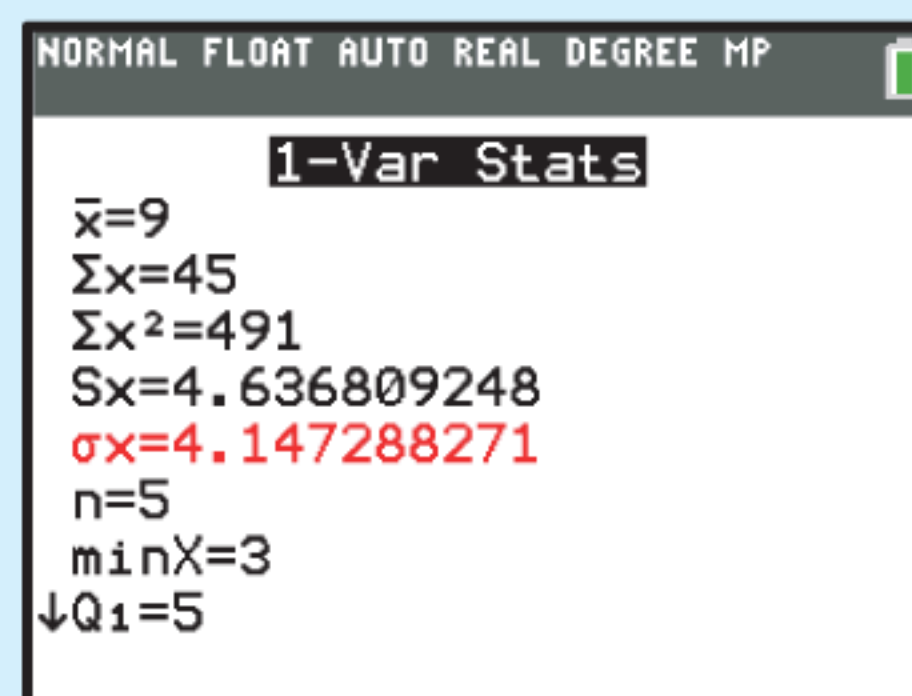 NORMAL FLOAT AUTO REAL DEGREE MP
1-Var Stats
x̄=9
Σx=45
Σx²=491
Sx=4.636809248
σx=4.147288271
n=5
minX=3
↓Q₁=5